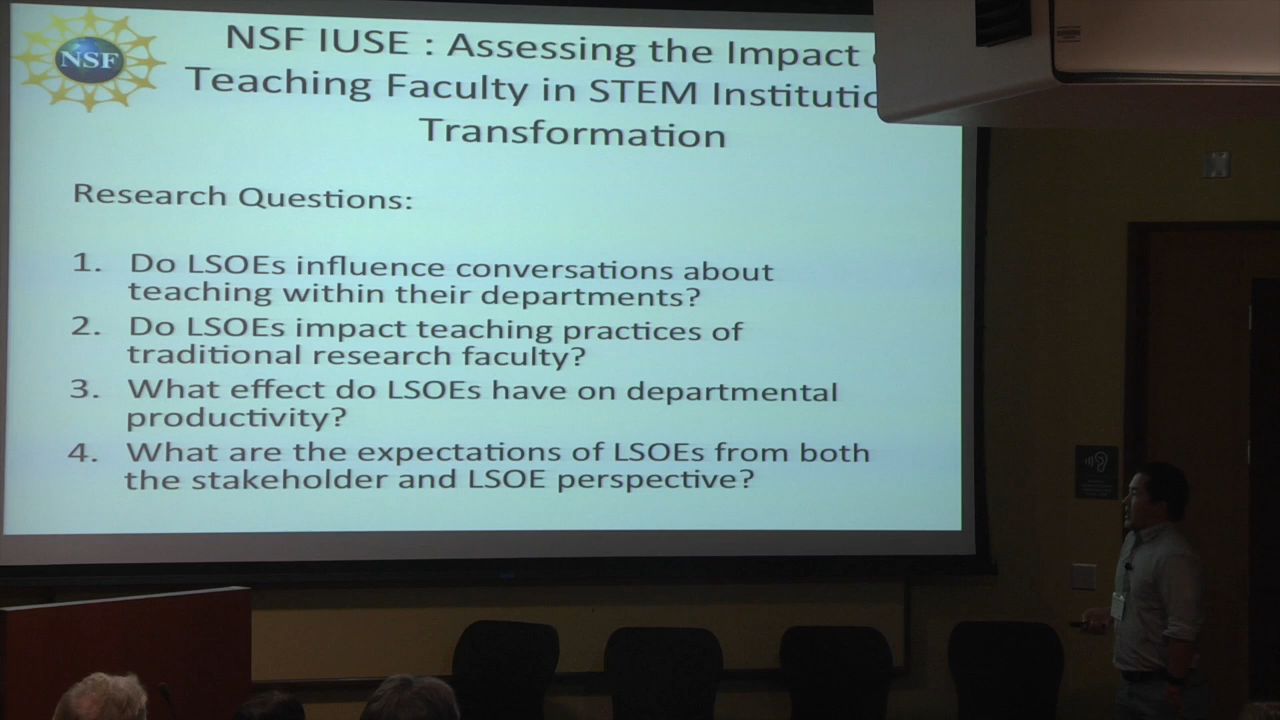 NSF
NSF IUSE : Assessing the Impact
Teaching Faculty in STEM Institutio
Transformation
Research Questions:
1. Do LSOEs influence conversations about
teaching within their departments?
2. Do LSOEs impact teaching practices of
traditional research faculty?
3. What effect do LSOEs have on departmental
productivity?
4. What are the expectations of LSOEs from both
the stakeholder and LSOE perspective?